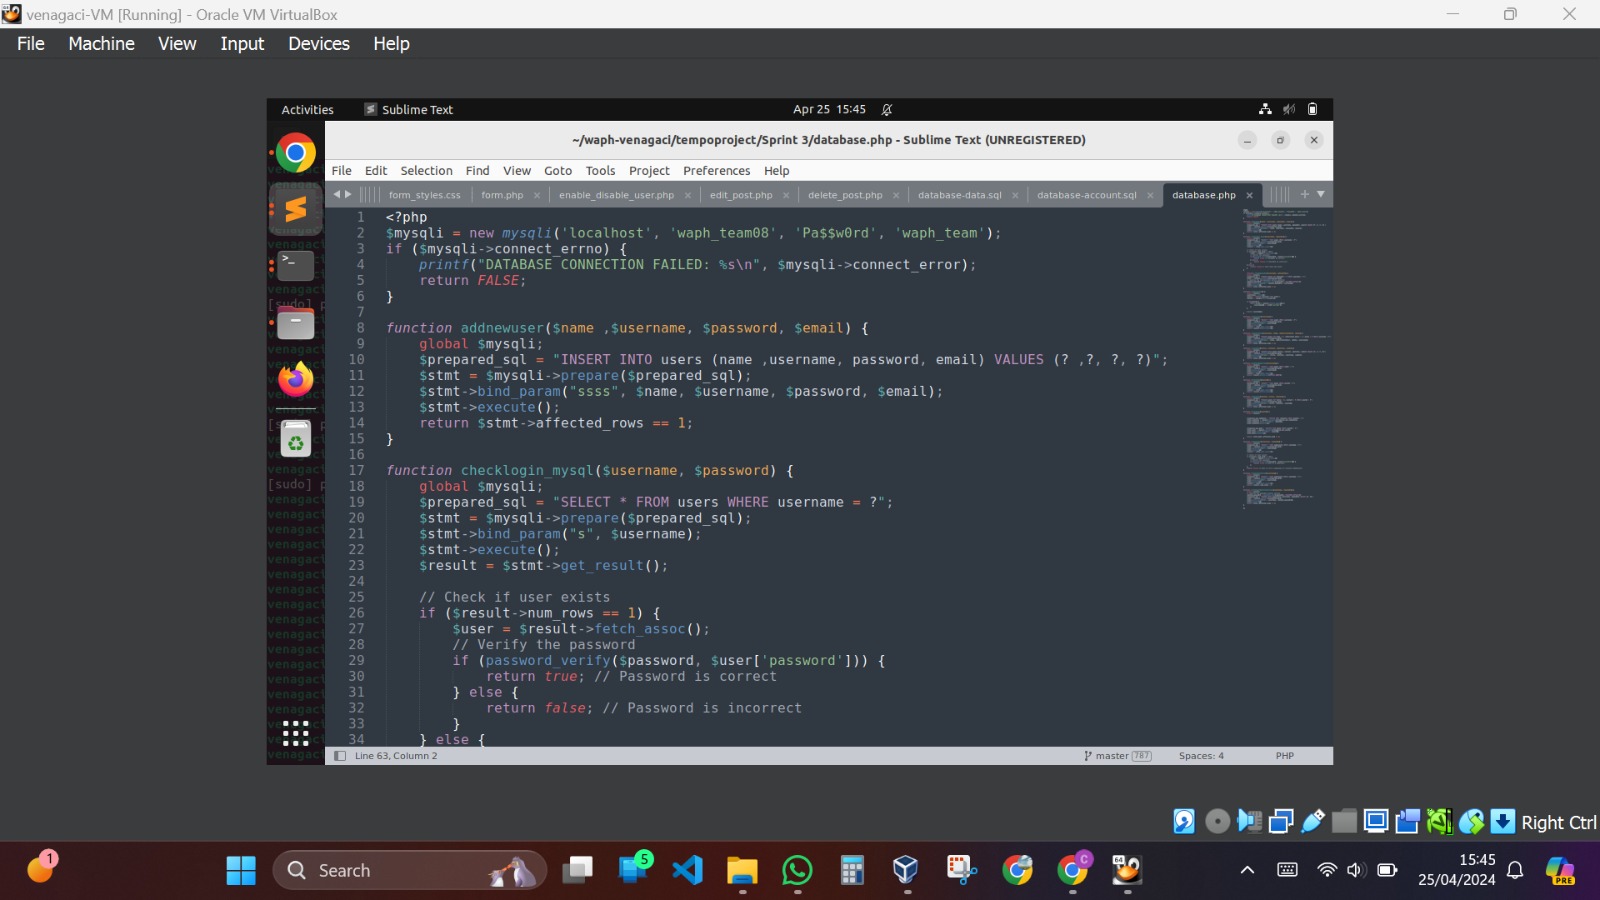 venagaci-VM [Running] - Oracle VM VirtualBox
File Machine View Input Devices Help
Activities Sublime Text Apr 25 15:45
~/waph-venagaci/tempoproject/Sprint 3/database.php - Sublime Text (UNREGISTERED)
File Edit Selection Find View Goto Tools Project Preferences Help
form_styles.css form.php enable_disable_user.php edit_post.php delete_post.php database-data.sql database-account.sql database.php
1 <?php
2 $mysqli = new mysqli('localhost', 'waph_team08', 'Pa$$w0rd', 'waph_team');
3 if ($mysqli->connect_errno) {
4     printf("DATABASE CONNECTION FAILED: %s\n", $mysqli->connect_error);
5     return FALSE;
6 }
7
8 function addnewuser($name ,$username, $password, $email) {
9     global $mysqli;
10     $prepared_sql = "INSERT INTO users (name ,username, password, email) VALUES (? ,?, ?, ?)";
11     $stmt = $mysqli->prepare($prepared_sql);
12     $stmt->bind_param("ssss", $name, $username, $password, $email);
13     $stmt->execute();
14     return $stmt->affected_rows == 1;
15 }
16
17 function checklogin_mysql($username, $password) {
18     global $mysqli;
19     $prepared_sql = "SELECT * FROM users WHERE username = ?";
20     $stmt = $mysqli->prepare($prepared_sql);
21     $stmt->bind_param("s", $username);
22     $stmt->execute();
23     $result = $stmt->get_result();
24
25     // Check if user exists
26     if ($result->num_rows == 1) {
27         $user = $result->fetch_assoc();
28         // Verify the password
29         if (password_verify($password, $user['password'])) {
30             return true; // Password is correct
31         } else {
32             return false; // Password is incorrect
33         }
34     } else {
Line 63, Column 2 master 787 Spaces: 4 PHP
Right Ctrl
1 Search 5 C 64 15:45 PRE
25/04/2024